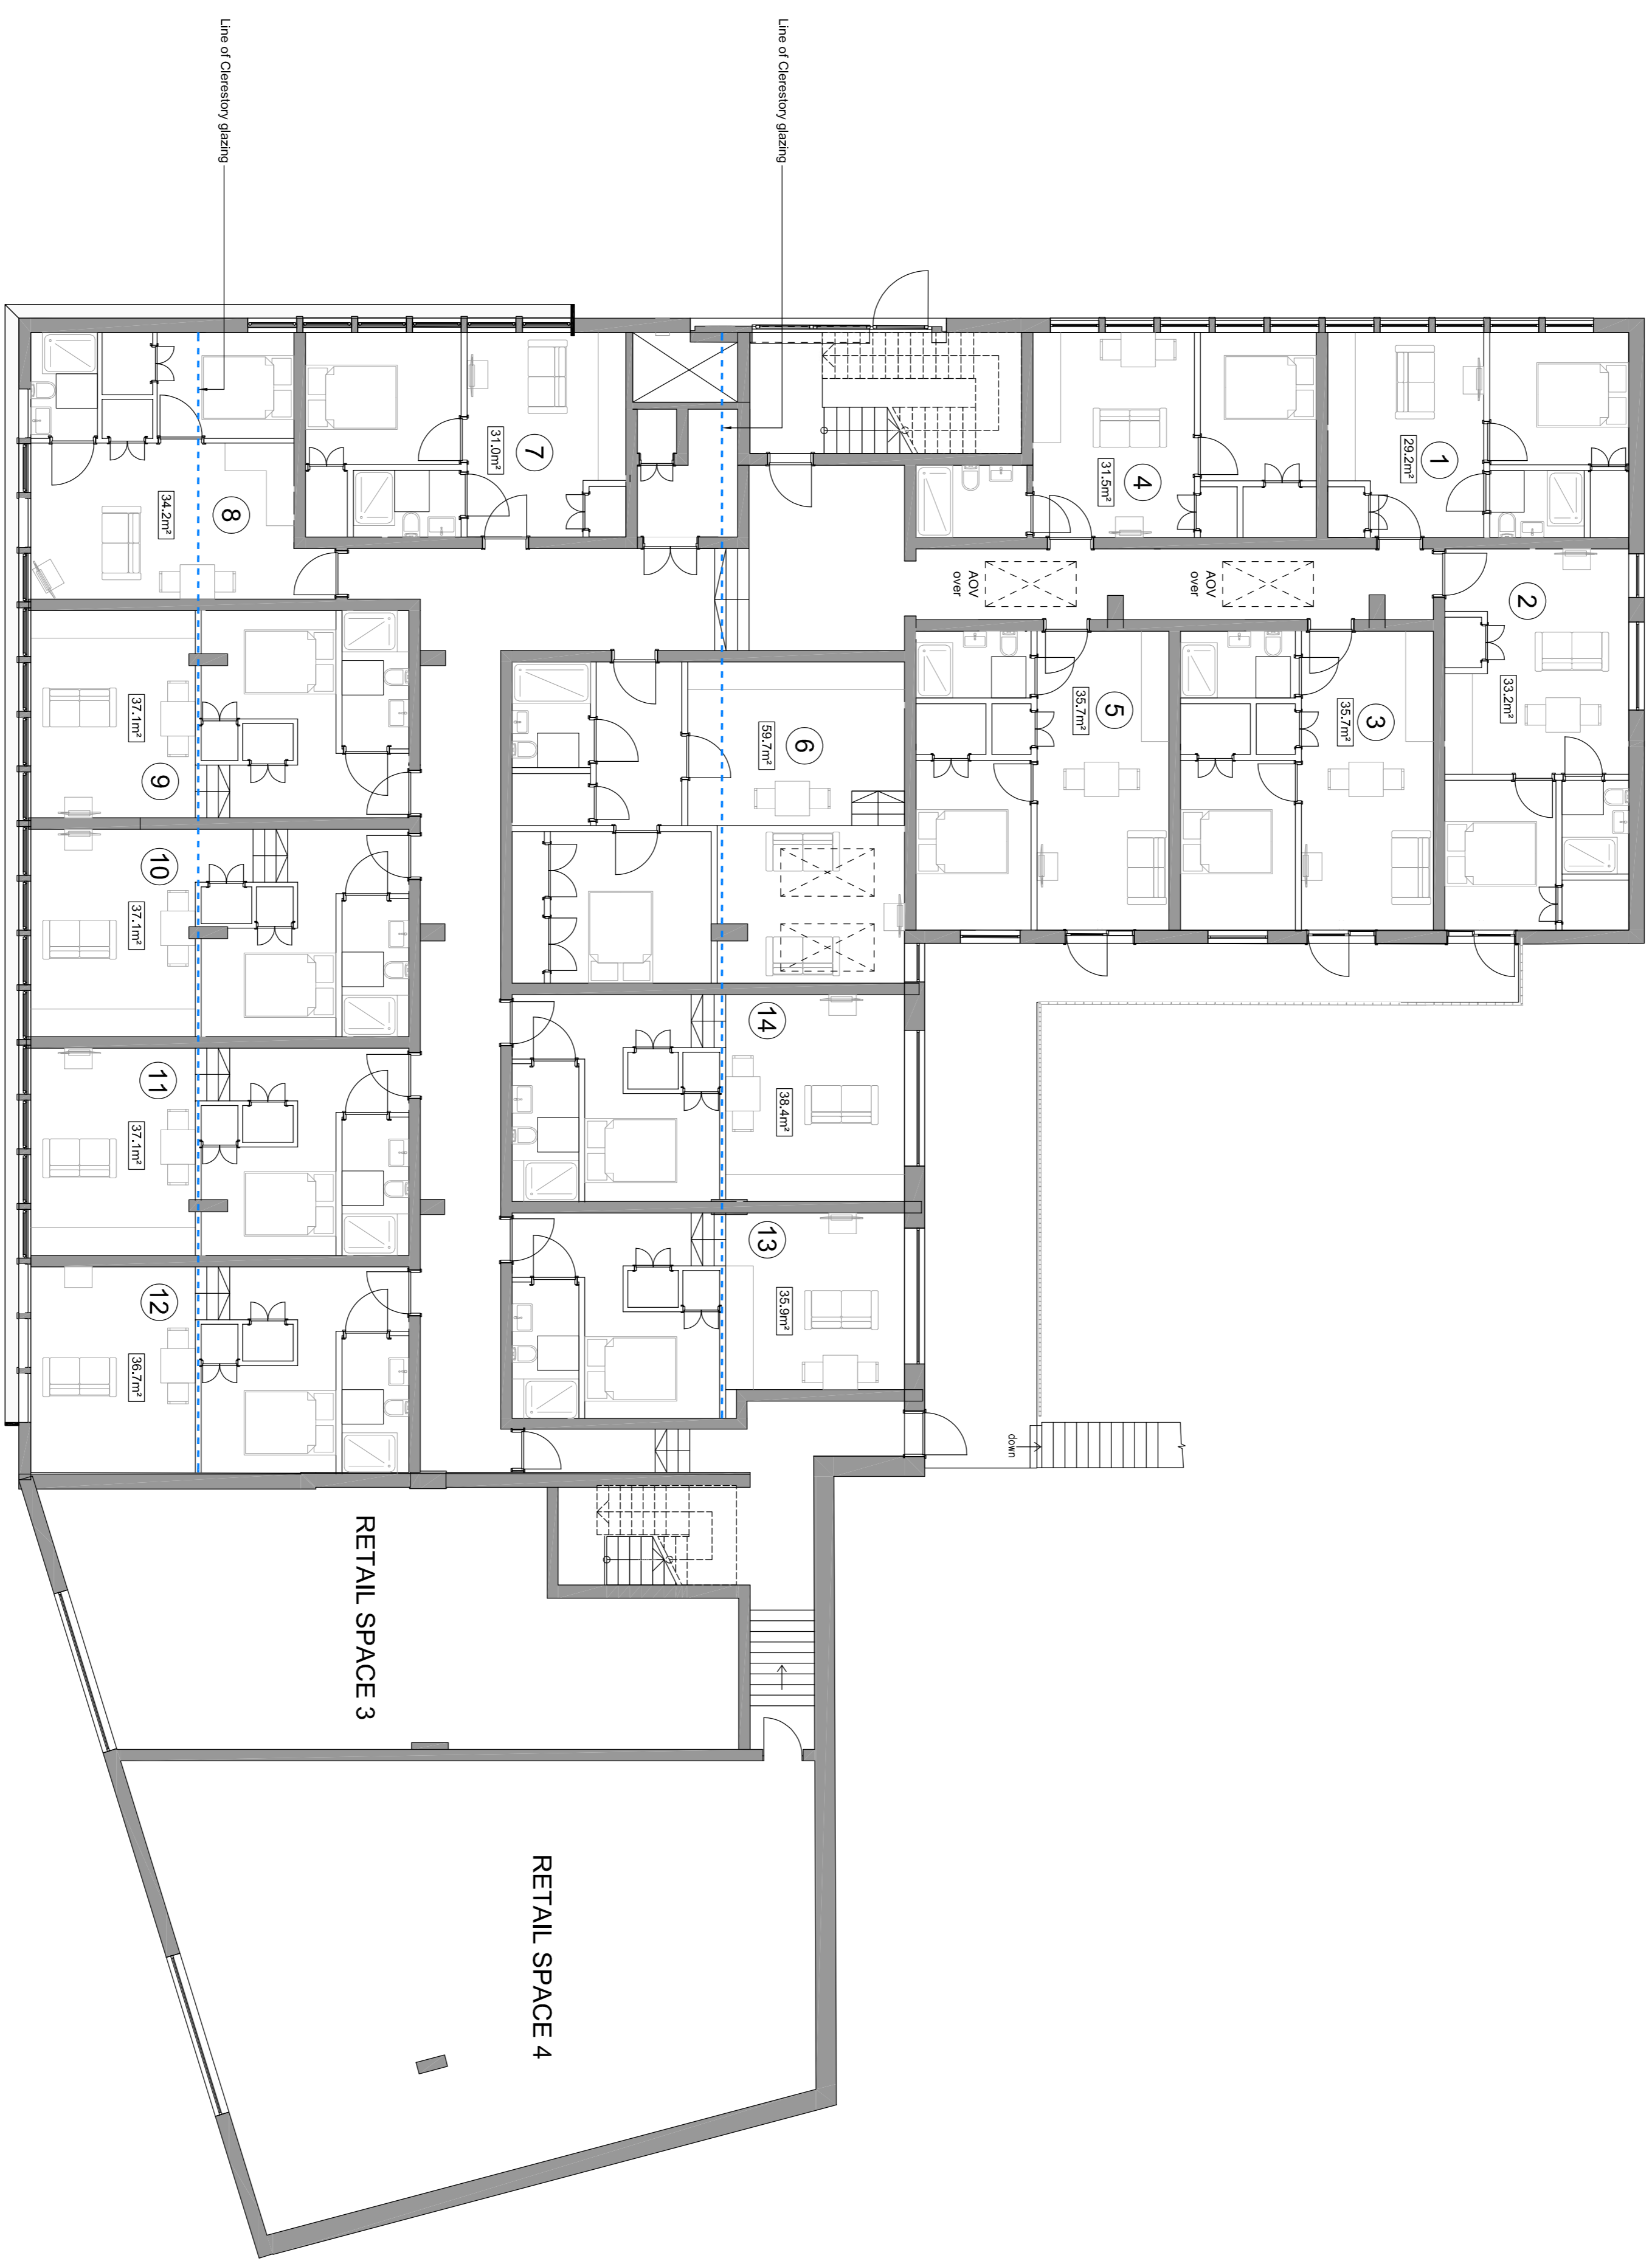 Line of Clerestory glazing
Line of Clerestory glazing
1
29.2m²
2
33.2m²
3
35.7m²
4
31.5m²
5
35.7m²
AOV
over
AOV
over
6
59.7m²
7
31.0m²
8
34.2m²
9
37.1m²
10
37.1m²
11
37.1m²
12
36.7m²
13
35.9m²
14
38.4m²
down
RETAIL SPACE 3
RETAIL SPACE 4